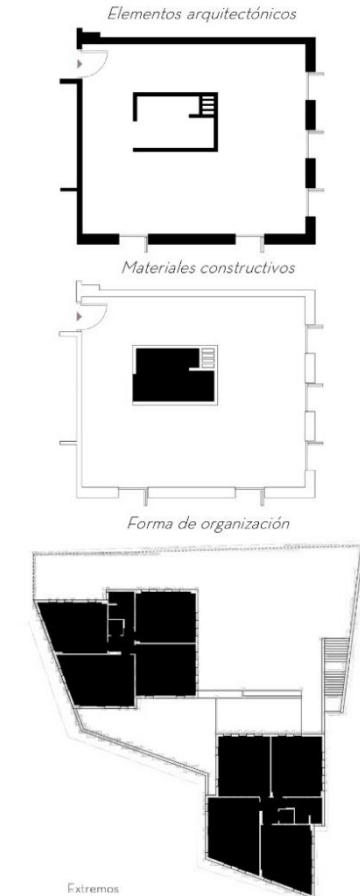 Elementos arquitectónicos
Materiales constructivos
Forma de organización
Extremos